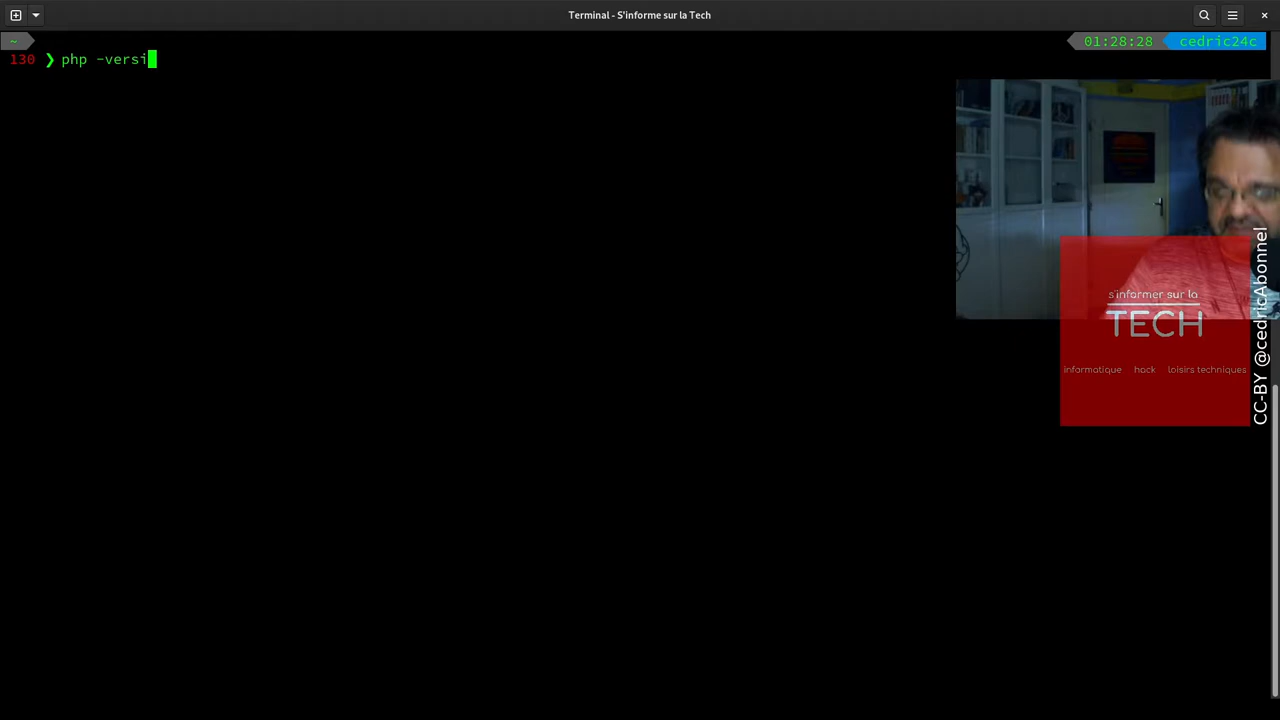 Terminal - S'informe sur la Tech
~
01:28:28 cedric24c
130 ❯ php -versi
s'informer sur la
TECH
informatique hack loisirs techniques
CC-BY @cedricAbonnel